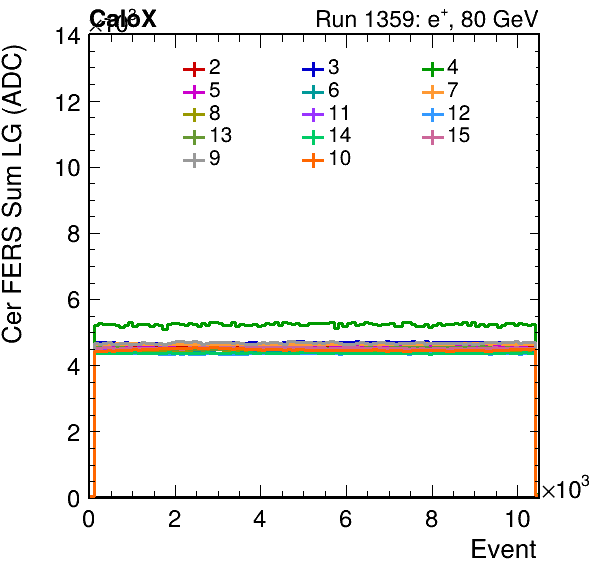 CaloX Run 1359: e⁺, 80 GeV
×10³
Cer FERS Sum LG (ADC)
14
12
10
8
6
4
2
0
2 3 4
5 6 7
8 11 12
13 14 15
9 10
0 2 4 6 8 10
×10³
Event